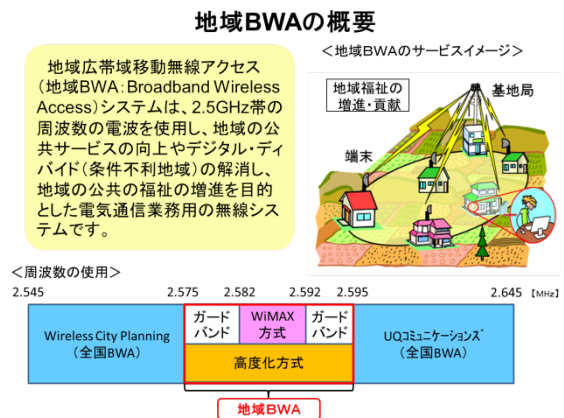 地域BWAの概要
地域広帯域移動無線アクセス
(地域BWA:Broadband Wireless
Access)システムは、2.5GHz帯の
周波数の電波を使用し、地域の公
共サービスの向上やデジタル・ディ
バイド(条件不利地域)の解消し、
地域の公共の福祉の増進を目的
とした電気通信業務用の無線シス
テムです。
<地域BWAのサービスイメージ>
地域福祉の
増進・貢献
基地局
端末
<周波数の使用>
2.545 2.575 2.582 2.592 2.595 2.645 【MHz】
Wireless City Planning
(全国BWA)
ガード
バンド
WiMAX
方式
ガード
バンド
高度化方式
UQコミュニケーションズ
(全国BWA)
地域BWA